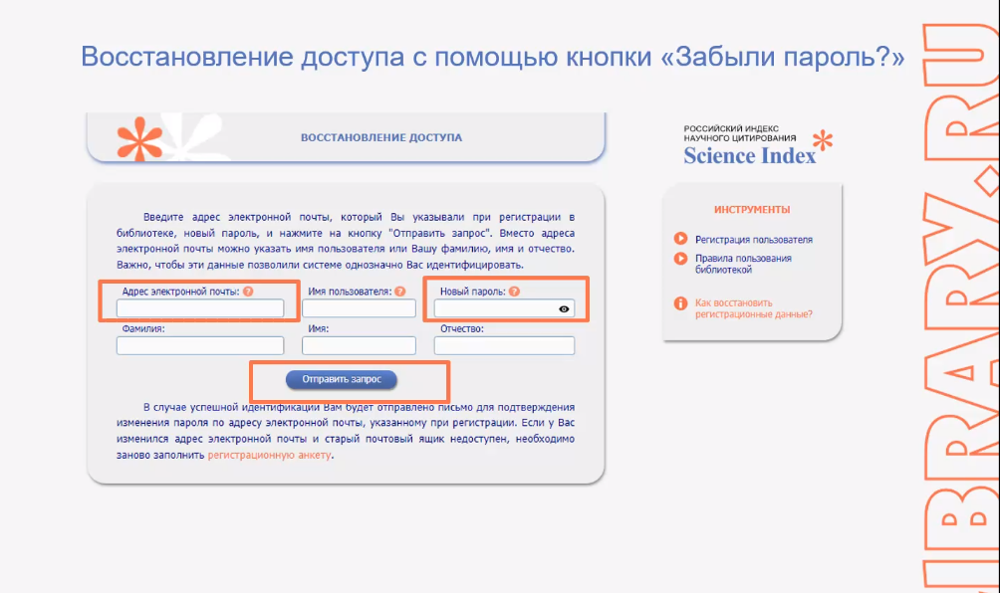 Восстановление доступа с помощью кнопки «Забыли пароль?»
ВОССТАНОВЛЕНИЕ ДОСТУПА
Введите адрес электронной почты, который Вы указывали при регистрации в
библиотеке, новый пароль, и нажмите на кнопку "Отправить запрос". Вместо адреса
электронной почты можно указать имя пользователя или Вашу фамилию, имя и отчество.
Важно, чтобы эти данные позволили системе однозначно Вас идентифицировать.
Адрес электронной почты: ?
Имя пользователя: ?
Новый пароль: ?
Фамилия:
Имя:
Отчество:
Отправить запрос
В случае успешной идентификации Вам будет отправлено письмо для подтверждения
изменения пароля по адресу электронной почты, указанному при регистрации. Если у Вас
изменился адрес электронной почты и старый почтовый ящик недоступен, необходимо
заново заполнить регистрационную анкету.
РОССИЙСКИЙ ИНДЕКС
НАУЧНОГО ЦИТИРОВАНИЯ
Science Index
ИНСТРУМЕНТЫ
Регистрация пользователя
Правила пользования
библиотекой
Как восстановить
регистрационные данные?
IBRARY.RU